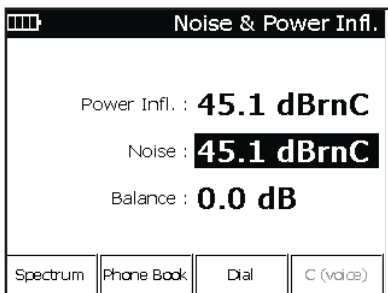 Noise & Power Infl.
Power Infl. : 45.1 dBrnC
Noise : 45.1 dBrnC
Balance : 0.0 dB
Spectrum Phone Book Dial C (voice)